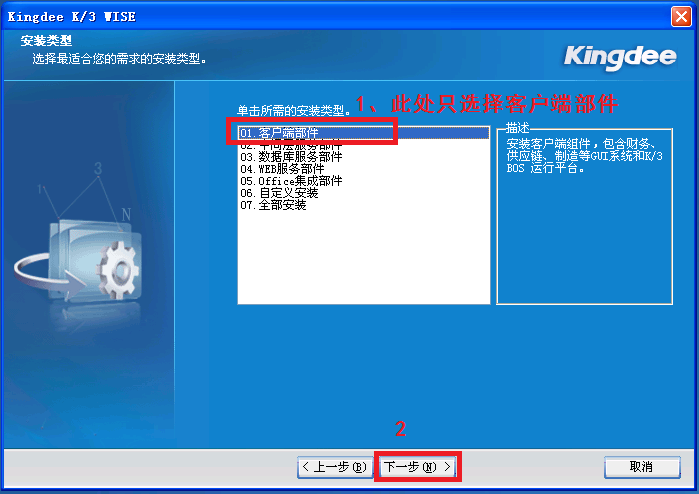 Kingdee K/3 WISE
安装类型
选择最适合您的需求的安装类型。
Kingdee
1、此处只选择客户端部件
单击所需的安装类型。
01.客户端部件
02.中间层服务部件
03.数据库服务部件
04.WEB服务部件
05.Office集成部件
06.自定义安装
07.全部安装
描述
安装客户端组件，包含财务、
供应链、制造等GUI系统和K/3
BOS 运行平台。
1
3
N
2
< 上一步(B)
下一步(N) >
取消